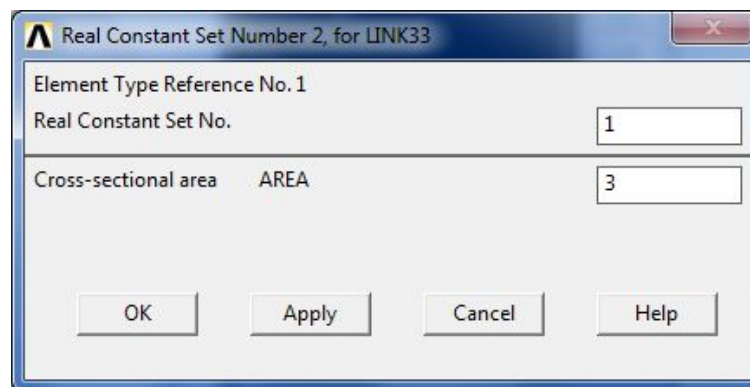 Real Constant Set Number 2, for LINK33
Element Type Reference No. 1
Real Constant Set No. 1
Cross-sectional area AREA 3
OK Apply Cancel Help